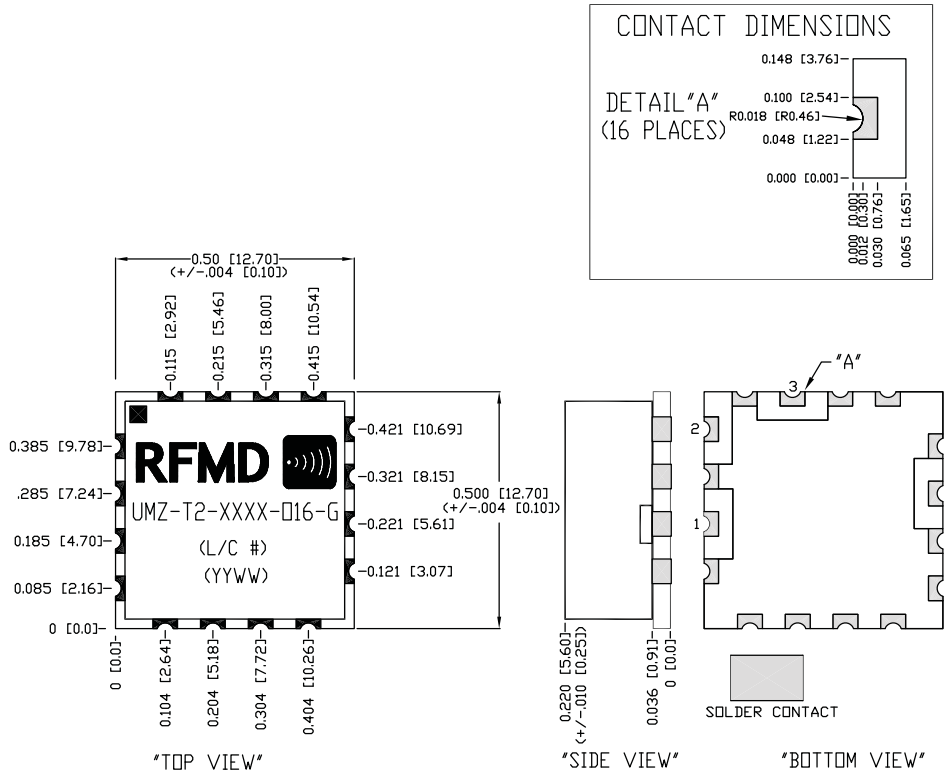 CONTACT DIMENSIONS
DETAIL"A"
(16 PLACES)
0.148 [3.76]
0.100 [2.54]
R0.018 [R0.46]
0.048 [1.22]
0.000 [0.00]
0.000 [0.00]
0.012 [0.30]
0.030 [0.76]
0.065 [1.65]
0.50 [12.70]
(+/-.004 [0.10])
0.115 [2.92]
0.215 [5.46]
0.315 [8.00]
0.415 [10.54]
0.385 [9.78]
.285 [7.24]
0.185 [4.70]
0.085 [2.16]
0 [0.0]
RFMD
UMZ-T2-XXXX-016-G
(L/C #)
(YYWW)
0.421 [10.69]
0.321 [8.15]
0.221 [5.61]
0.121 [3.07]
0.500 [12.70]
(+/-.004 [0.10])
0 [0.0]
0.104 [2.64]
0.204 [5.18]
0.304 [7.72]
0.404 [10.26]
"TOP VIEW"
0.220 [5.60]
(+/-.010 [0.25])
0.036 [0.91]
0 [0.0]
"SIDE VIEW"
"A"
3
2
1
SOLDER CONTACT
"BOTTOM VIEW"